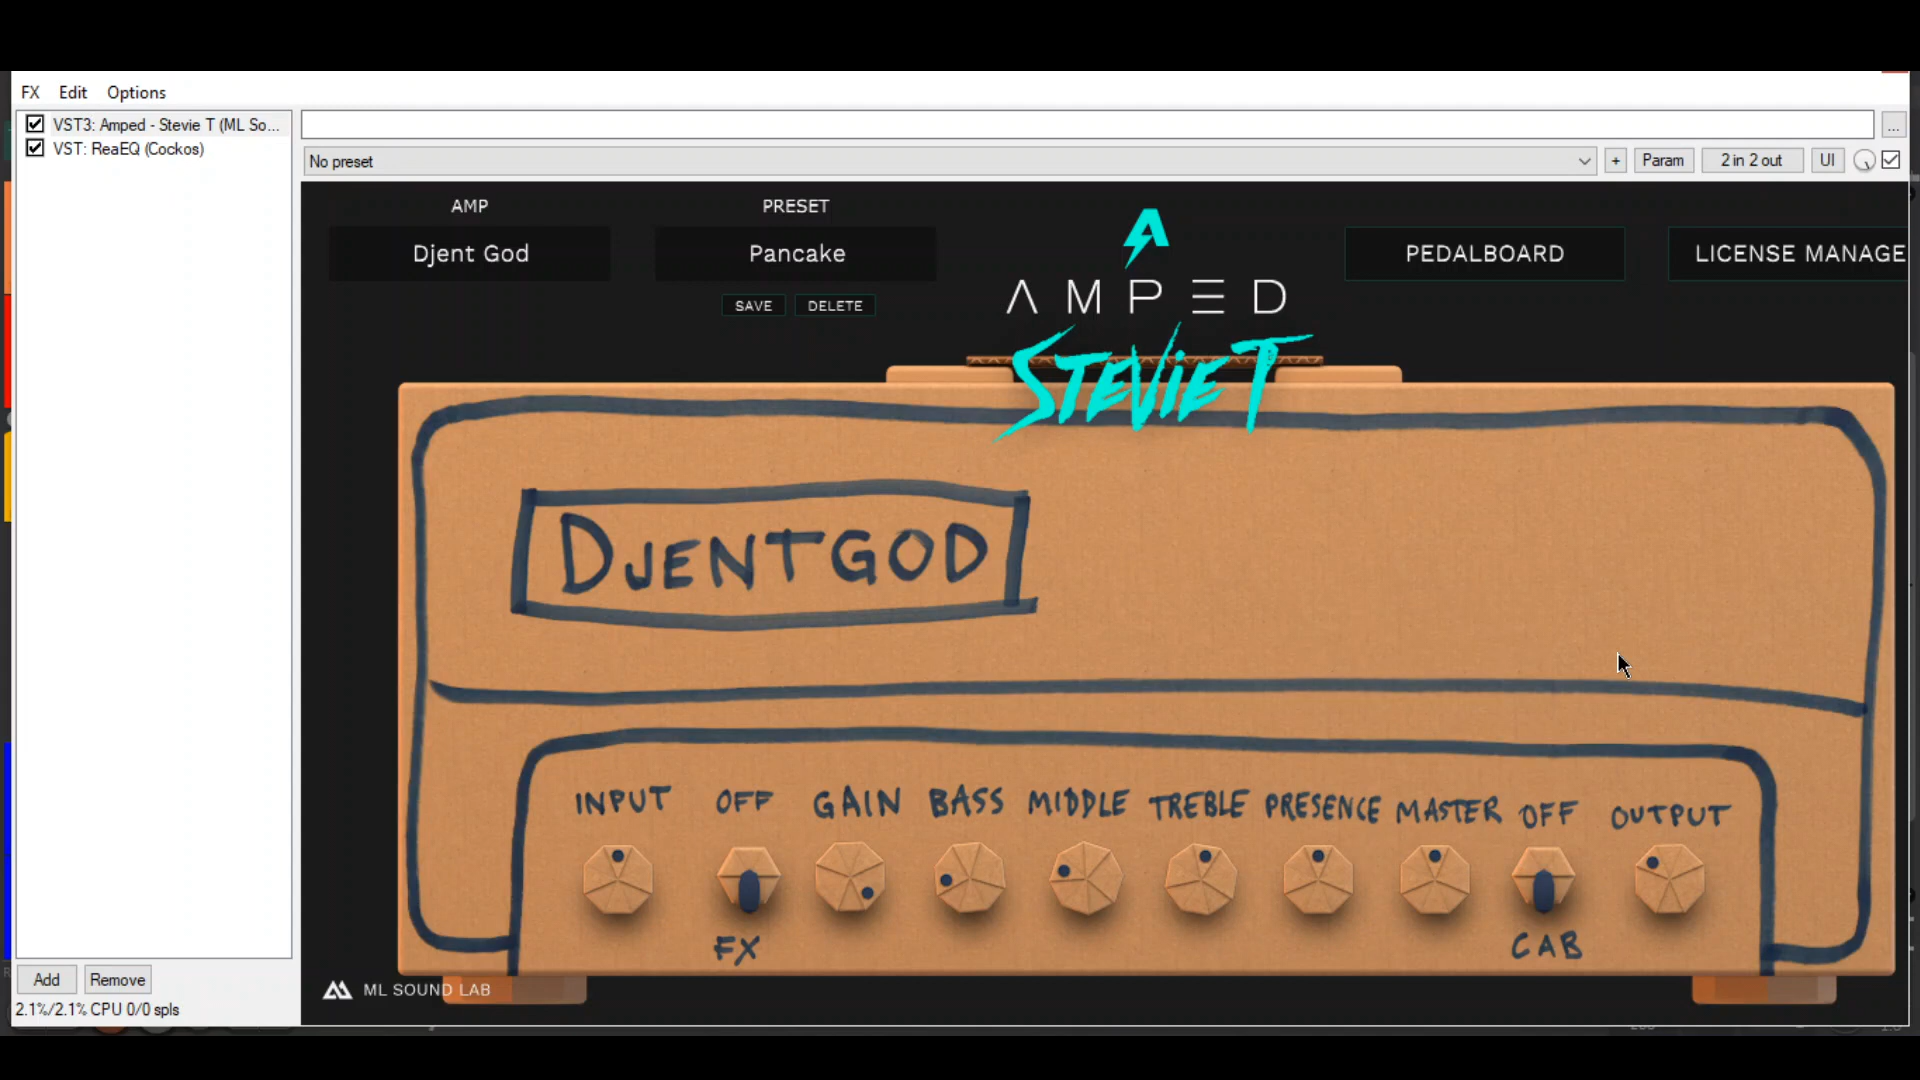 FX Edit Options
VST3: Amped - Stevie T (ML So...
VST: ReaEQ (Cockos)
...
No preset
+ Param 2 in 2 out UI
AMP PRESET
Djent God Pancake PEDALBOARD LICENSE MANAGE
SAVE DELETE
AMPED
STEVIE T
DJENTGOD
INPUT OFF GAIN BASS MIDDLE TREBLE PRESENCE MASTER OFF OUTPUT
FX CAB
ML SOUND LAB
Add Remove
2.1%/2.1% CPU 0/0 spls